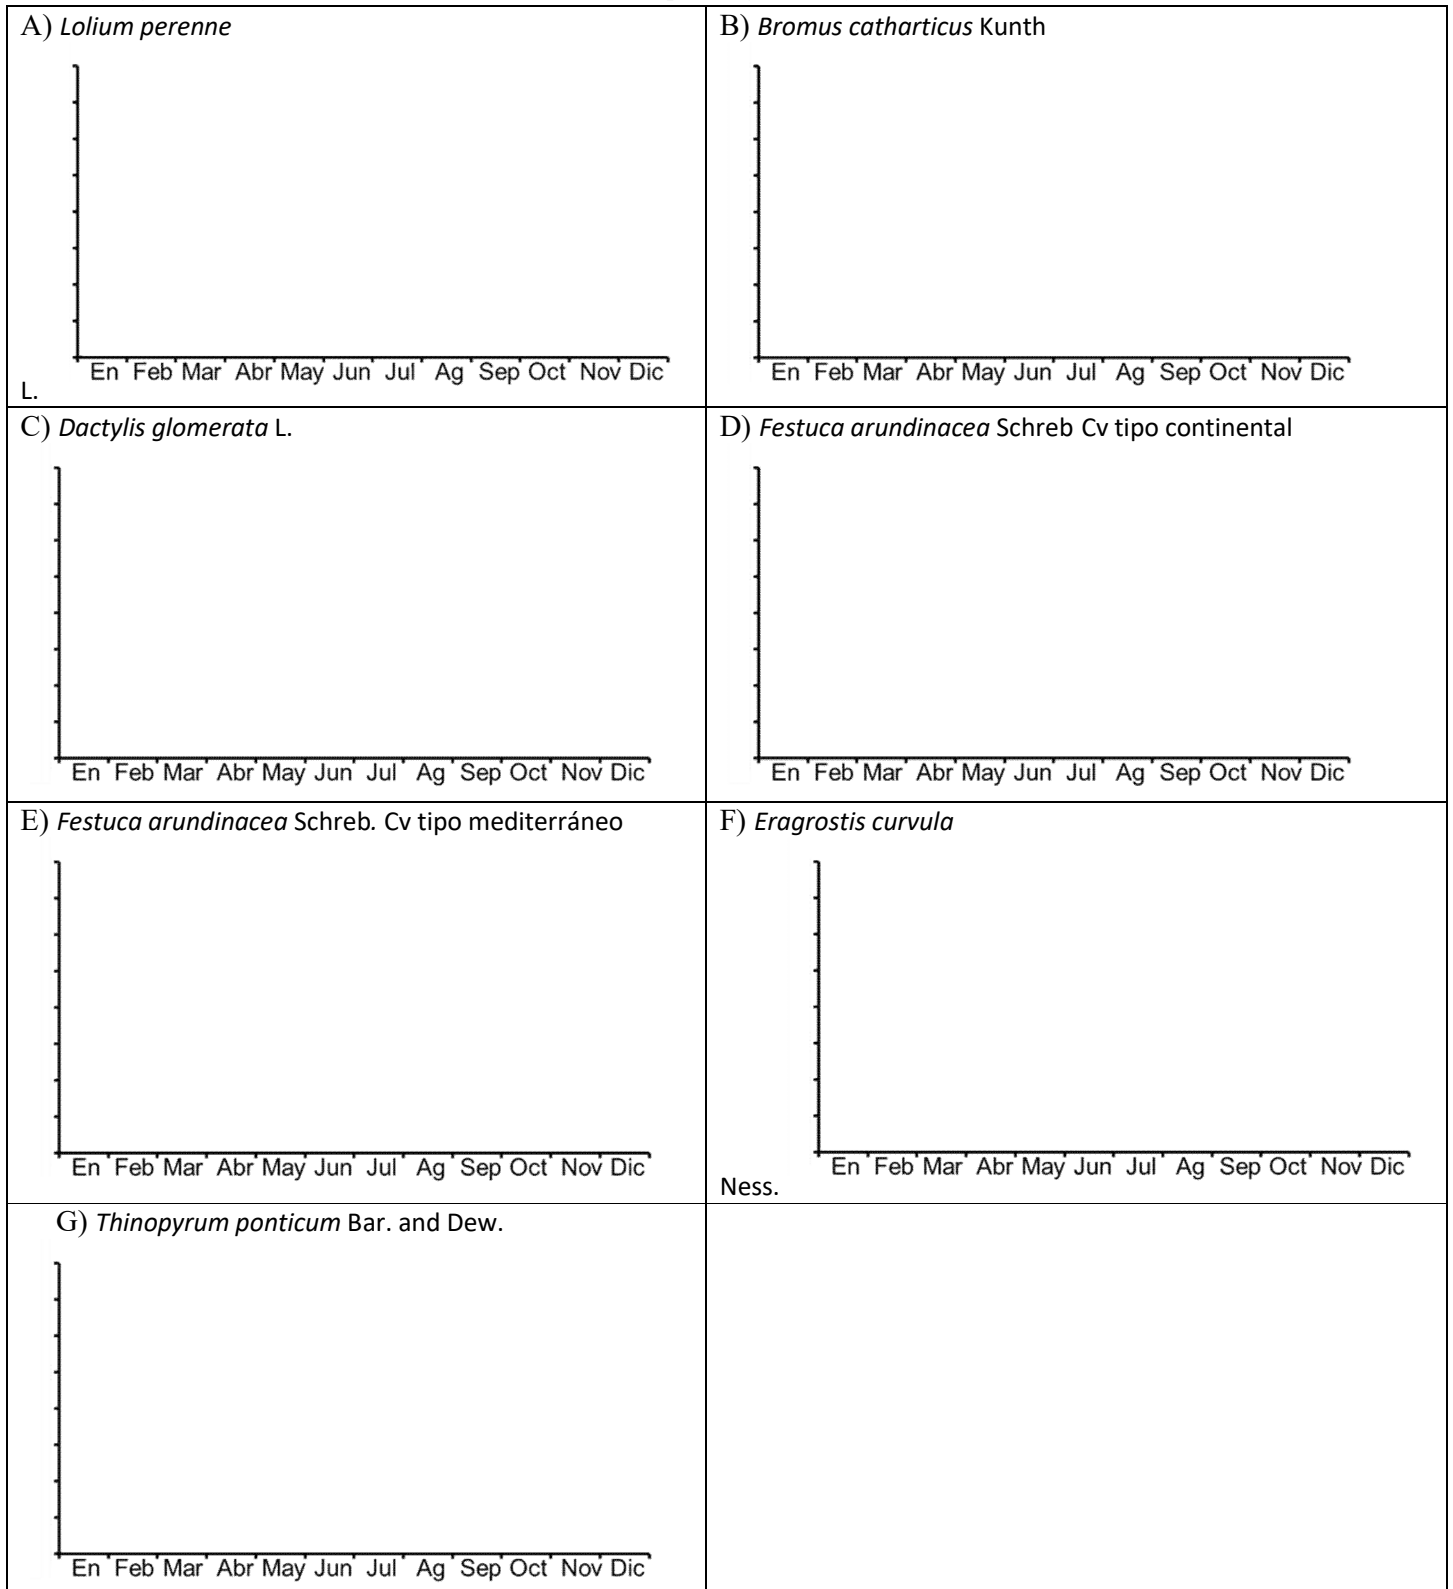 A) Lolium perenne
En Feb Mar Abr May Jun Jul Ag Sep Oct Nov Dic
L.
B) Bromus catharticus Kunth
En Feb Mar Abr May Jun Jul Ag Sep Oct Nov Dic
C) Dactylis glomerata L.
En Feb Mar Abr May Jun Jul Ag Sep Oct Nov Dic
D) Festuca arundinacea Schreb Cv tipo continental
En Feb Mar Abr May Jun Jul Ag Sep Oct Nov Dic
E) Festuca arundinacea Schreb. Cv tipo mediterráneo
En Feb Mar Abr May Jun Jul Ag Sep Oct Nov Dic
F) Eragrostis curvula
En Feb Mar Abr May Jun Jul Ag Sep Oct Nov Dic
Ness.
G) Thinopyrum ponticum Bar. and Dew.
En Feb Mar Abr May Jun Jul Ag Sep Oct Nov Dic